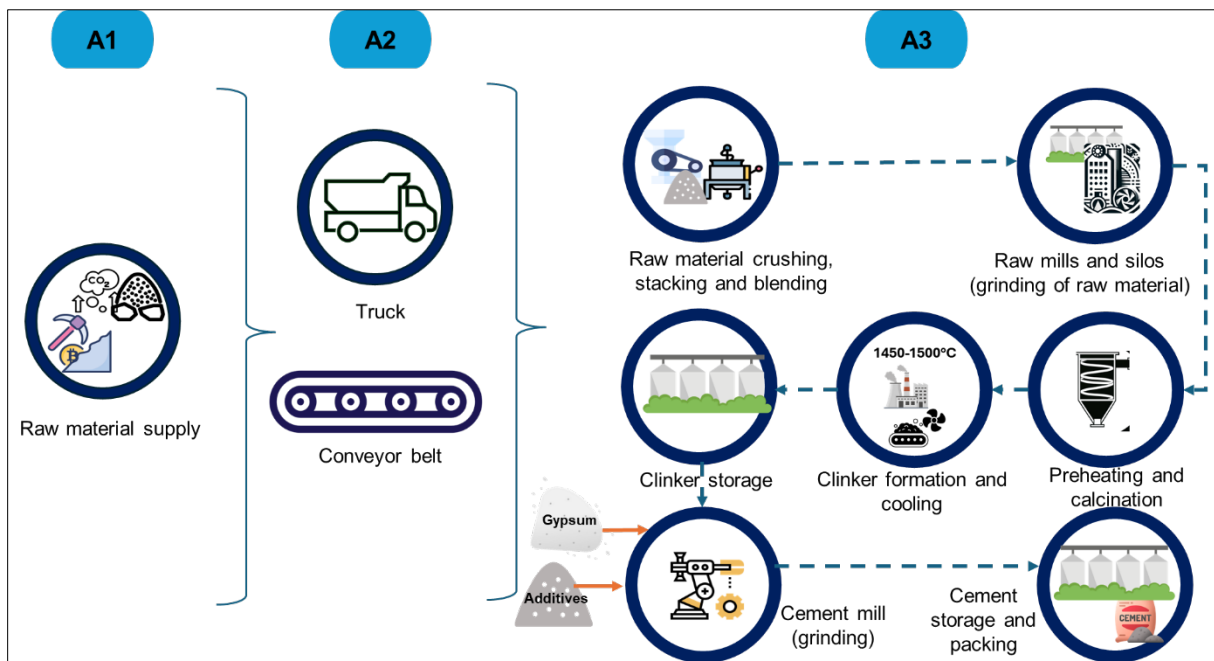 A1
A2
A3
CO₂
Raw material supply
Truck
Conveyor belt
Raw material crushing,
stacking and blending
Raw mills and silos
(grinding of raw material)
1450-1500°C
Clinker storage
Clinker formation and
cooling
Preheating and
calcination
Gypsum
Additives
Cement mill
(grinding)
Cement
storage and
packing
CEMENT